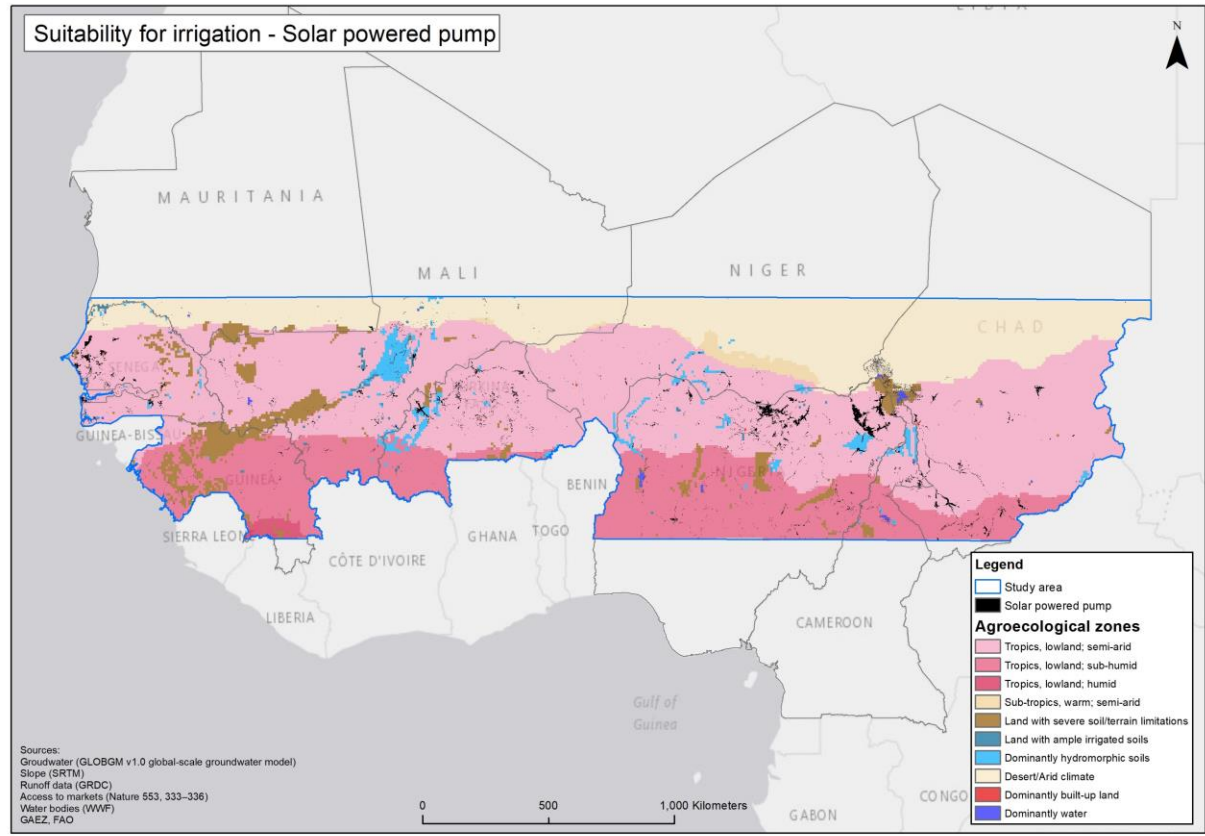 Suitability for irrigation - Solar powered pump
N
MAURITANIA
MALI
NIGER
CHAD
SENEGA
GUINEA-BISSAU
GUINEA
NIGERI
BENIN
SIERRA LEON
CÔTE D'IVOIRE
GHANA
TOGO
LIBERIA
CAMEROON
Gulf of
Guinea
GABON
CONGO
Legend
Study area
Solar powered pump
Agroecological zones
Tropics, lowland; semi-arid
Tropics, lowland; sub-humid
Tropics, lowland; humid
Sub-tropics, warm; semi-arid
Land with severe soil/terrain limitations
Land with ample irrigated soils
Dominantly hydromorphic soils
Desert/Arid climate
Dominantly built-up land
Dominantly water
Sources:
Groudwater (GLOBGM v1.0 global-scale groundwater model)
Slope (SRTM)
Runoff data (GRDC)
Access to markets (Nature 553, 333–336)
Water bodies (WWF)
GAEZ, FAO
0 500 1,000 Kilometers